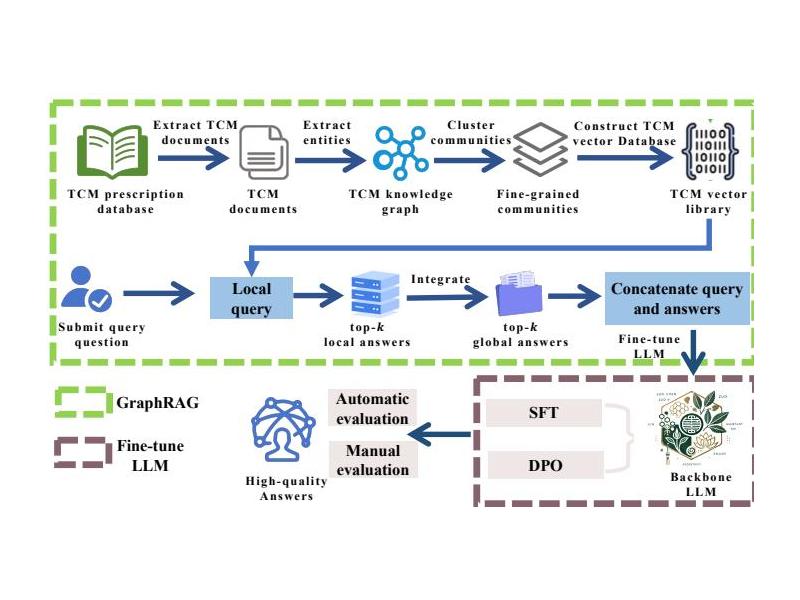 Extract TCM
documents
Extract
entities
Cluster
communities
Construct TCM
vector Database
TCM prescription
database
TCM
documents
TCM knowledge
graph
Fine-grained
communities
TCM vector
library
Submit query
question
Local
query
top-k
local answers
Integrate
top-k
global answers
Concatenate query
and answers
Fine-tune
LLM
GraphRAG
Fine-tune
LLM
High-quality
Answers
Automatic
evaluation
Manual
evaluation
SFT
DPO
Backbone
LLM